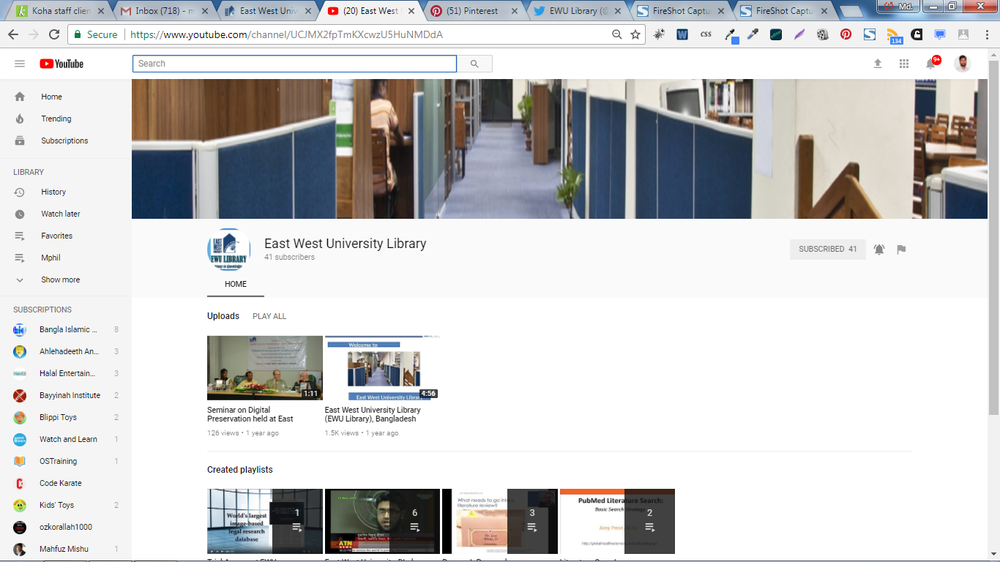 Koha staff clien
Inbox (718) - m
East West Univ
(20) East West
(51) Pinterest
EWU Library (@
FireShot Captu
FireShot Captu
Md.
Secure
https://www.youtube.com/channel/UCJMX2fpTmKXcwzU5HuNMDdA
134
YouTube
Search
9+
Home
Trending
Subscriptions
LIBRARY
History
Watch later
Favorites
Mphil
Show more
SUBSCRIPTIONS
Bangla Islamic ... 8
Ahlehadeeth An... 3
Halal Entertain... 3
Bayyinah Institute 2
Blippi Toys 2
Watch and Learn 1
OSTraining 1
Code Karate
Kids' Toys 2
ozkorallah1000
Mahfuz Mishu 1
EAST
WEST
EWU LIBRARY
East West University Library
41 subscribers
SUBSCRIBED 41
HOME
Uploads PLAY ALL
1:11
Seminar on Digital
Preservation held at East
126 views • 1 year ago
Welcome to
East West University Library
4:56
East West University Library
(EWU Library), Bangladesh
1.5K views • 1 year ago
Created playlists
World's largest
image-based
legal research
database
1
ATN
NEWS
6
What needs to go into
literature review?
3
PubMed Literature Search:
Basic Search Strategy
2